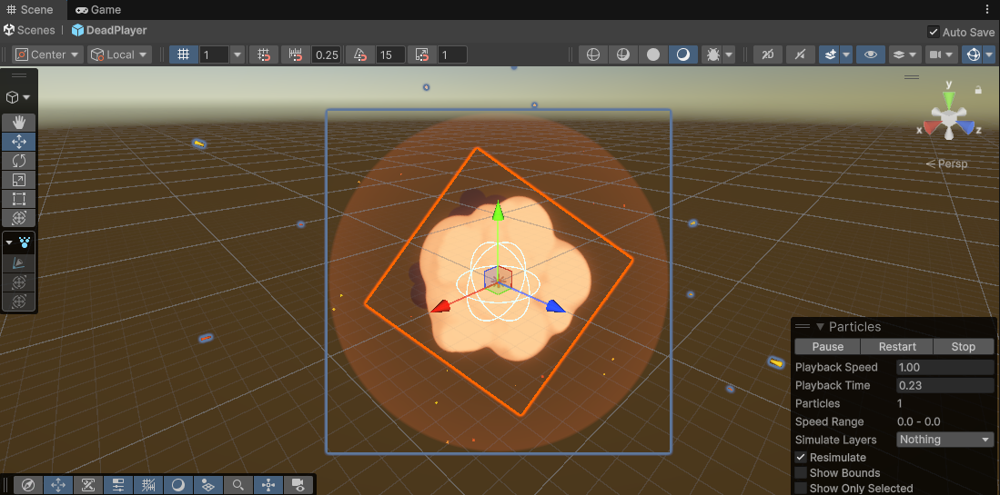 Scene Game
Scenes DeadPlayer
Auto Save
Center Local 1 0.25 15 1 2D
y
x z
Persp
Particles
Pause Restart Stop
Playback Speed 1.00
Playback Time 0.23
Particles 1
Speed Range 0.0 - 0.0
Simulate Layers Nothing
Resimulate
Show Bounds
Show Only Selected